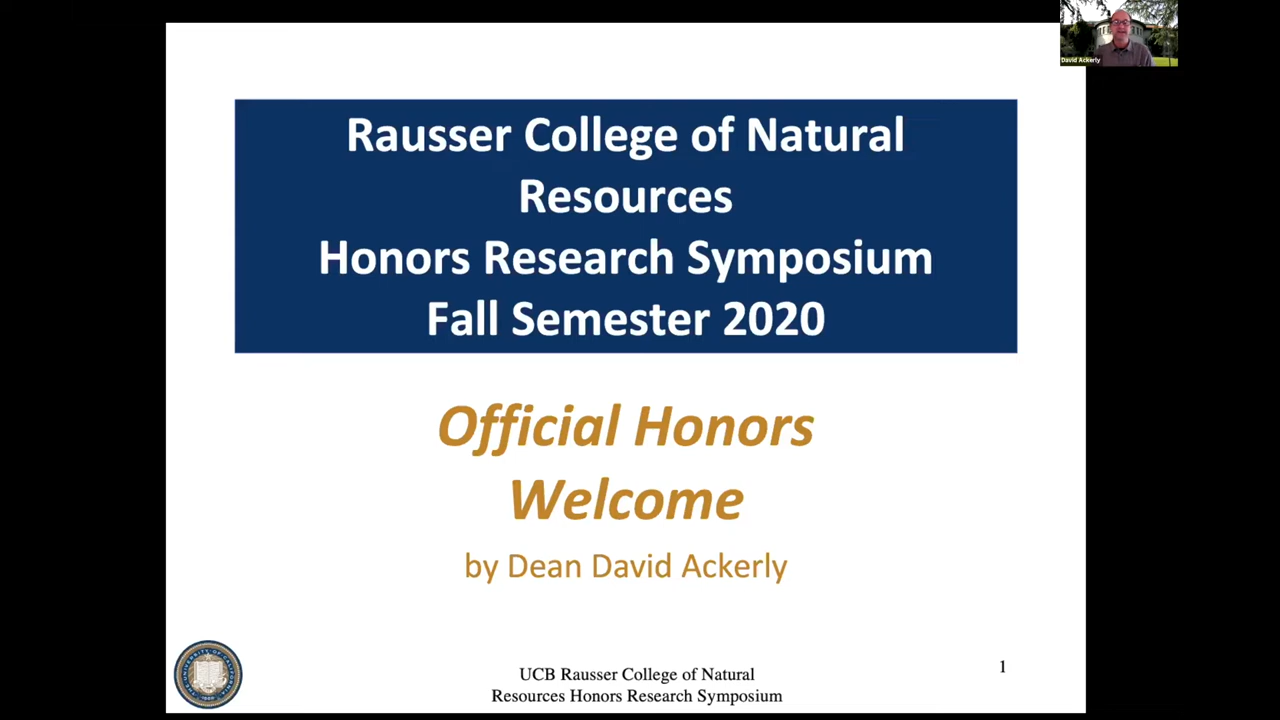 David Ackerly
Rausser College of Natural
Resources
Honors Research Symposium
Fall Semester 2020
Official Honors
Welcome
by Dean David Ackerly
UCB Rausser College of Natural
Resources Honors Research Symposium
1